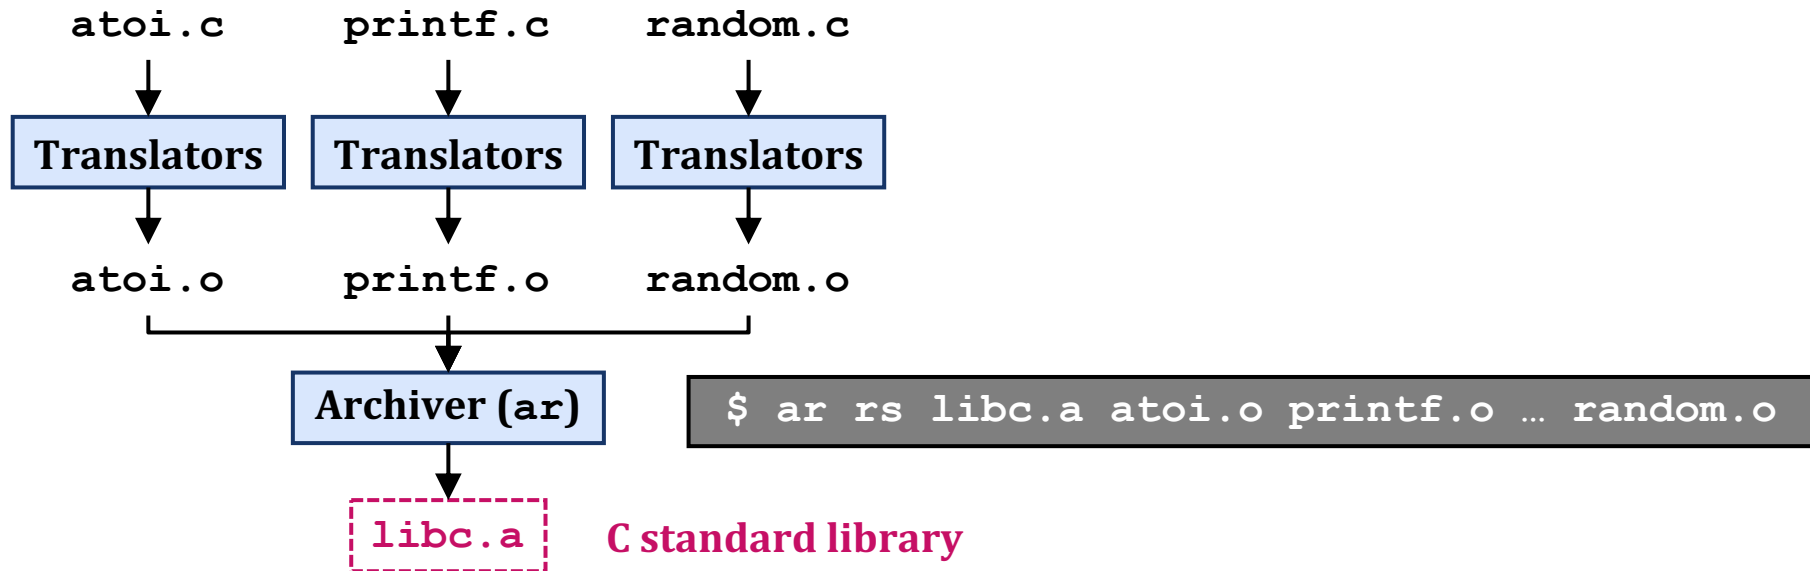 atoi.c printf.c random.c
Translators Translators Translators
atoi.o printf.o random.o
Archiver (ar)
$ ar rs libc.a atoi.o printf.o … random.o
libc.a
C standard library